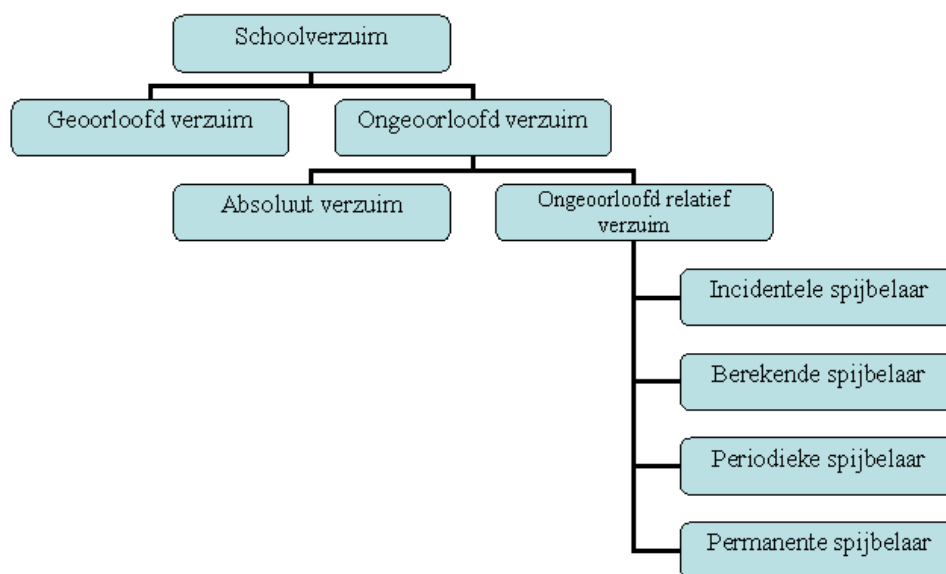 Schoolverzuim
Geoorloofd verzuim
Ongeoorloofd verzuim
Absoluut verzuim
Ongeoorloofd relatief
verzuim
Incidentele spijbelaar
Berekende spijbelaar
Periodieke spijbelaar
Permanente spijbelaar